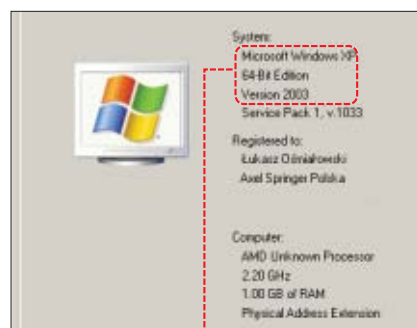 System:
Microsoft Windows XP
64-Bit Edition
Version 2003
Service Pack 1, v.1033
Registered to:
Łukasz Ośniałowski
Axel Springer Polska
Computer:
AMD Unknown Processor
2.20 GHz
1.00 GB of RAM
Physical Address Extension